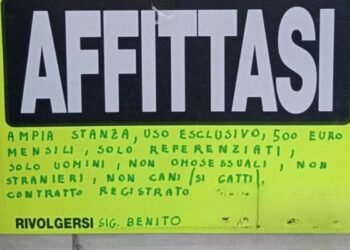 AFFITTASI
AMPIA STANZA, USO ESCLUSIVO, 500 EURO
MENSILI, SOLO REFERENZIATI,
SOLO UOMINI, NON OMOSESSUALI, NON
STRANIERI, NON CANI (SI GATTI),
CONTRATTO REGISTRATO
RIVOLGERSI SIG. BENITO